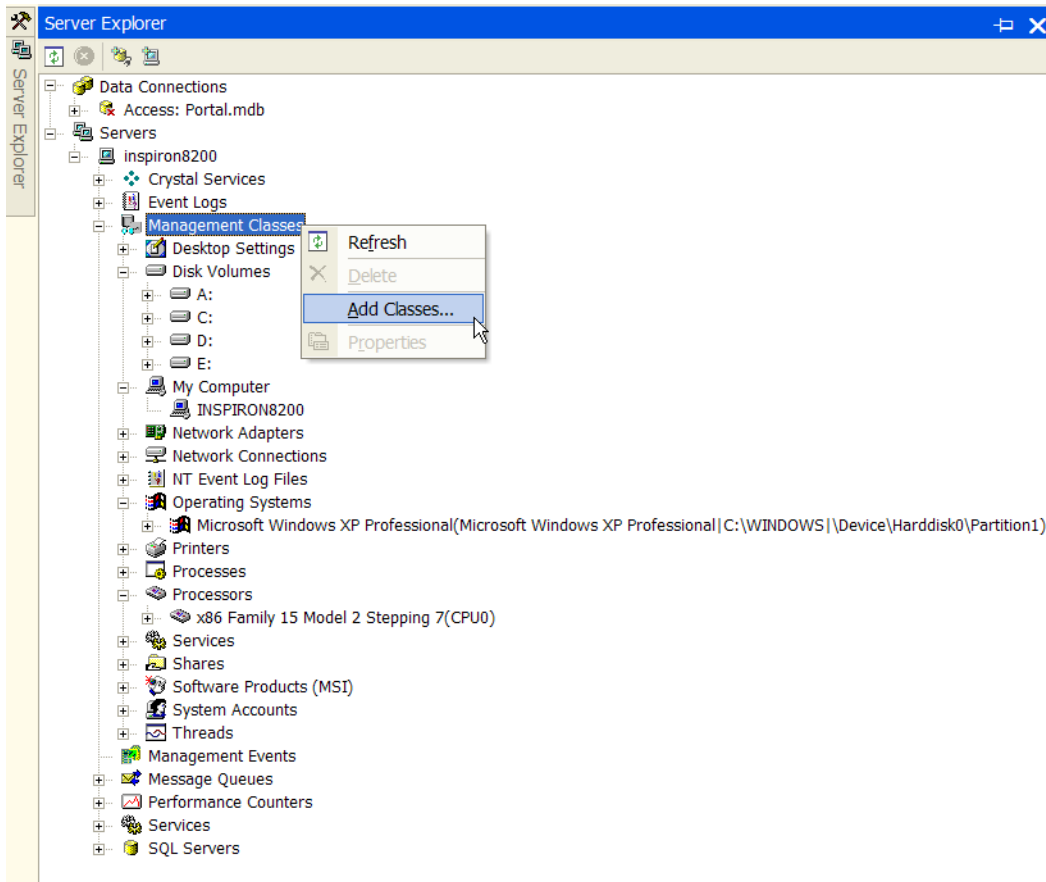 Server Explorer
Server Explorer
Data Connections
Access: Portal.mdb
Servers
inspiron8200
Crystal Services
Event Logs
Management Classes
Refresh
Delete
Add Classes...
Properties
Desktop Settings
Disk Volumes
A:
C:
D:
E:
My Computer
INSPIRON8200
Network Adapters
Network Connections
NT Event Log Files
Operating Systems
Microsoft Windows XP Professional(Microsoft Windows XP Professional|C:\WINDOWS|\Device\Harddisk0\Partition1)
Printers
Processes
Processors
x86 Family 15 Model 2 Stepping 7(CPU0)
Services
Shares
Software Products (MSI)
System Accounts
Threads
Management Events
Message Queues
Performance Counters
Services
SQL Servers